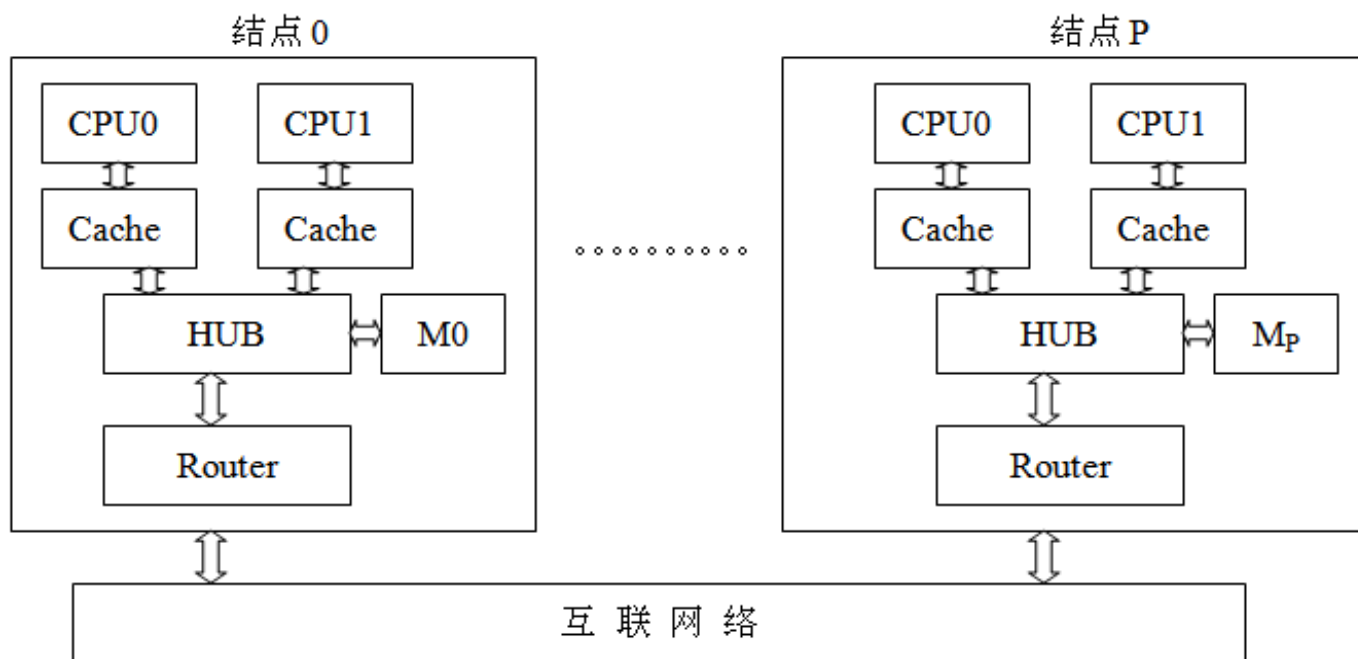 结点 0 结点 P
CPU0 CPU1 CPU0 CPU1
Cache Cache Cache Cache
HUB M0 HUB MP
Router Router
互 联 网 络